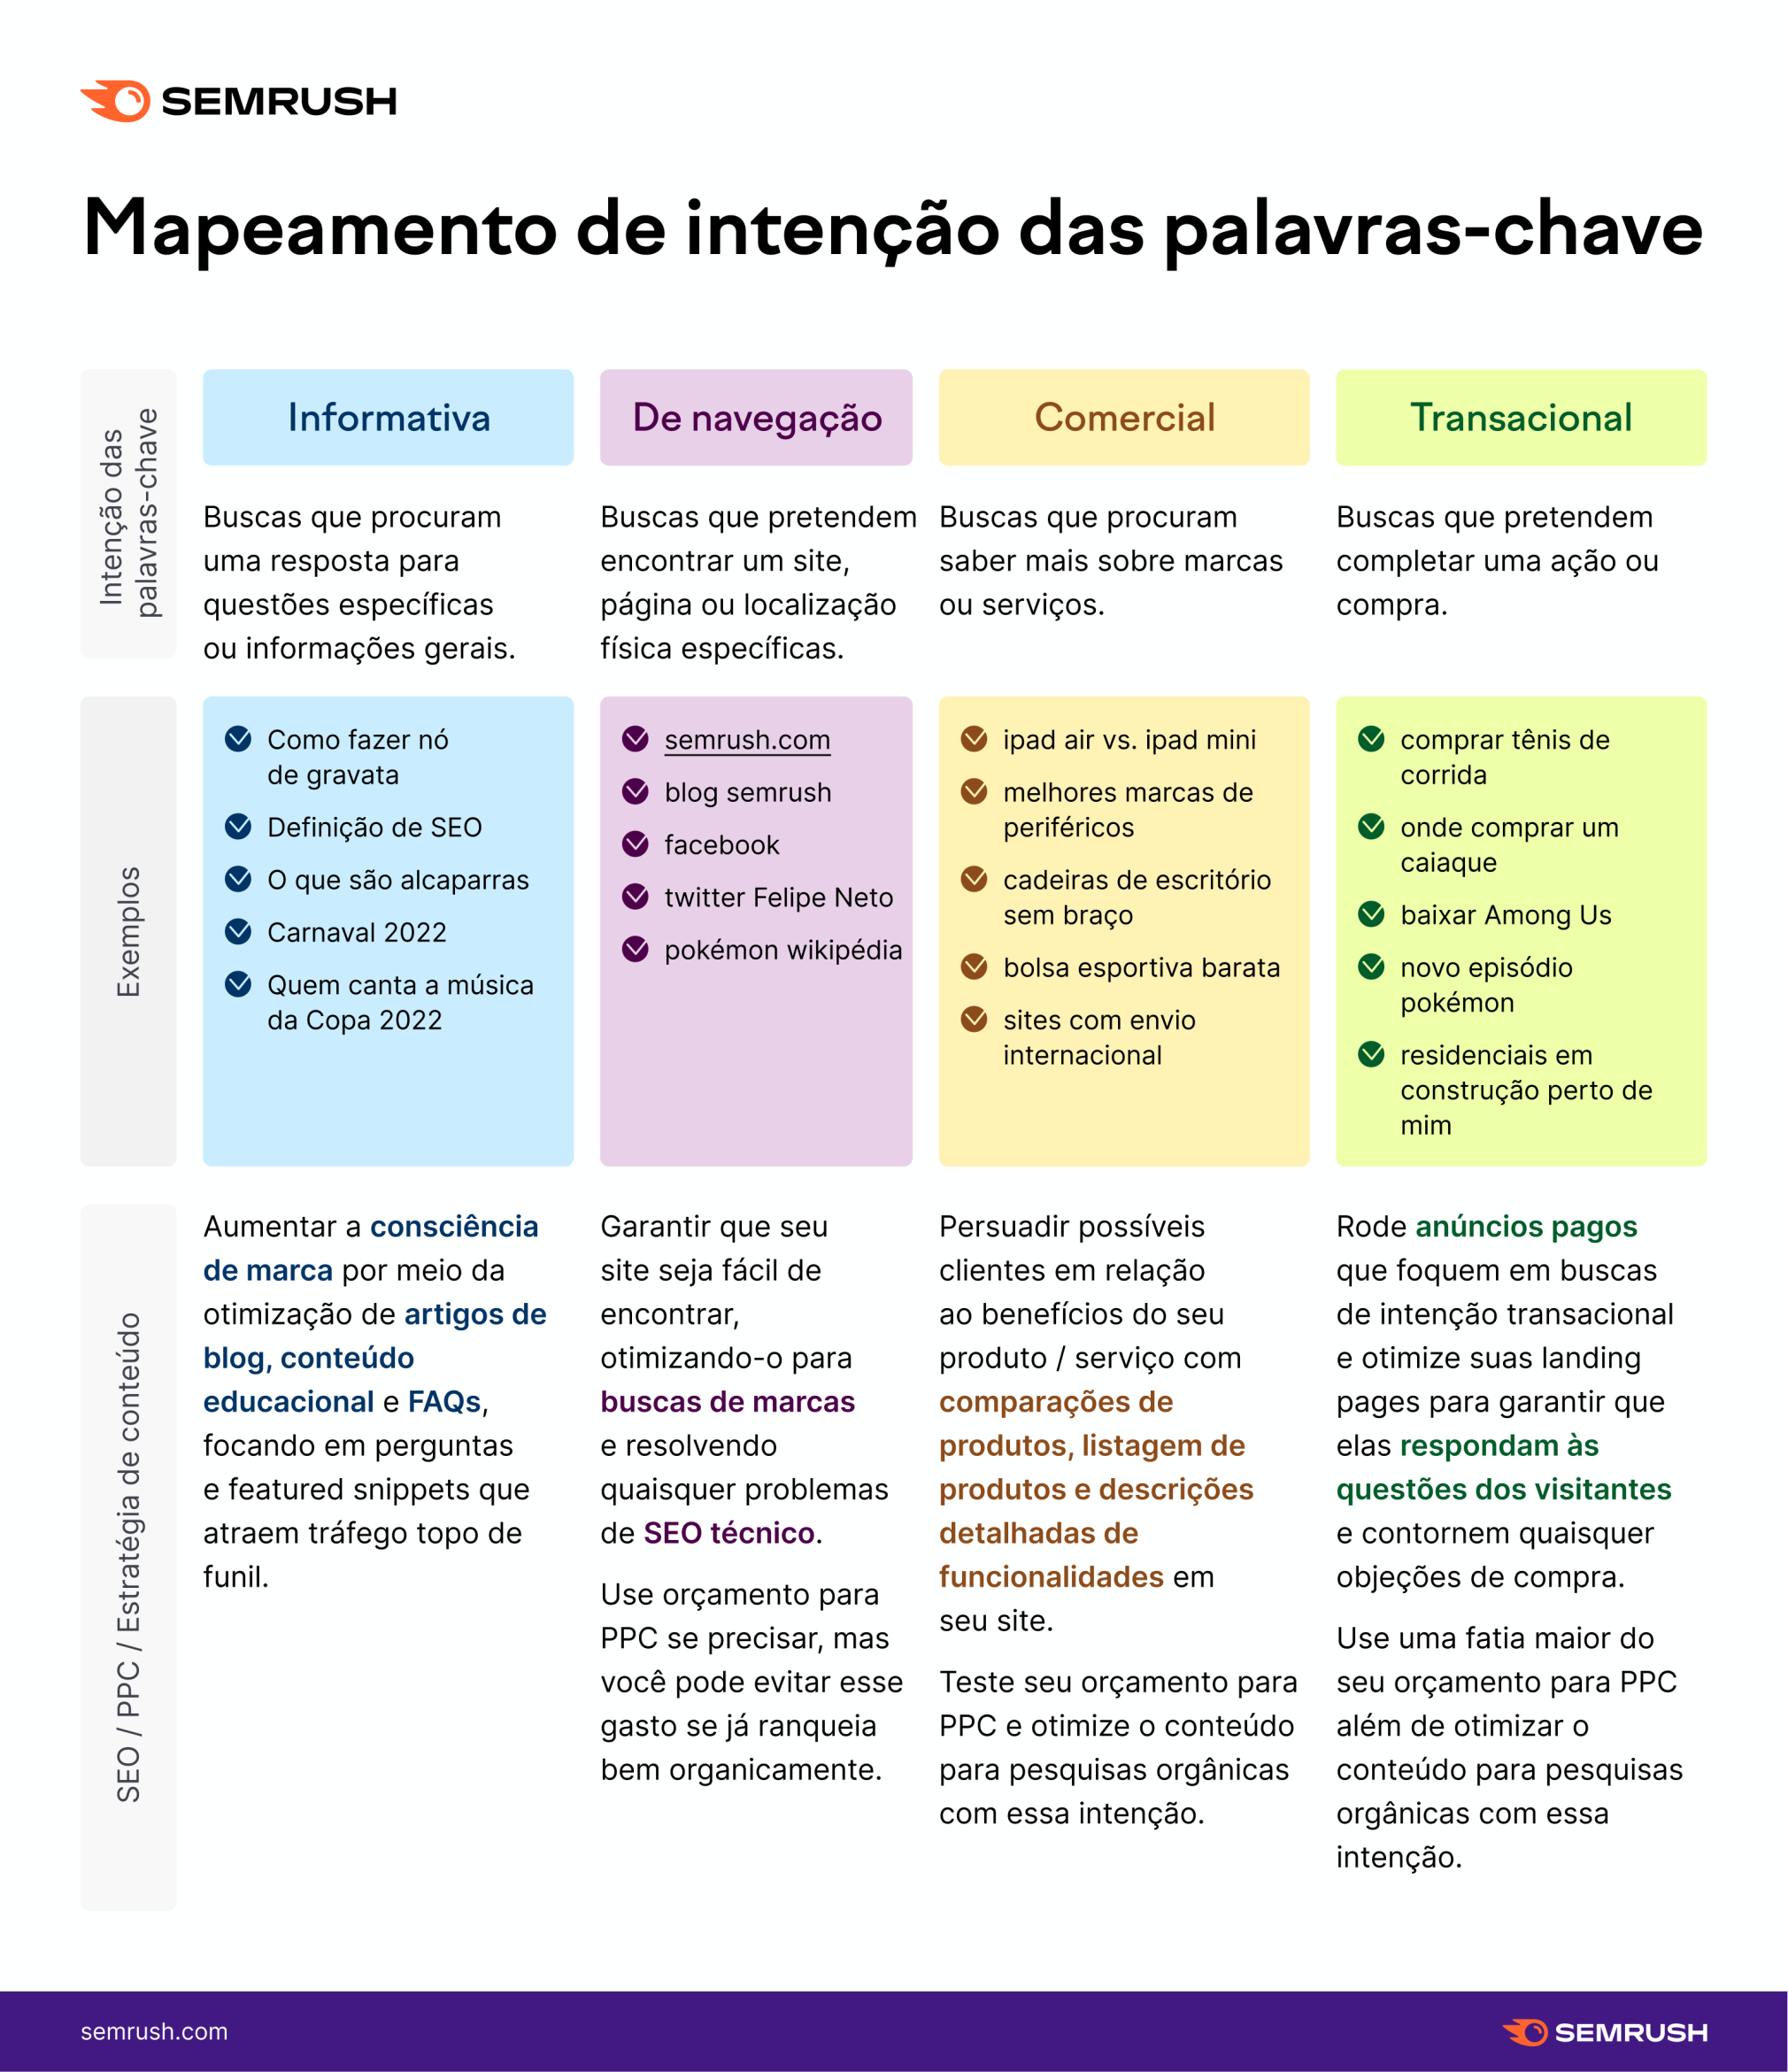 SEMRUSH
Mapeamento de intenção das palavras-chave
Intenção das
palavras-chave
Informativa
Buscas que procuram
uma resposta para
questões específicas
ou informações gerais.
De navegação
Buscas que pretendem
encontrar um site,
página ou localização
física específicas.
Comercial
Buscas que procuram
saber mais sobre marcas
ou serviços.
Transacional
Buscas que pretendem
completar uma ação ou
compra.
Exemplos
Como fazer nó
de gravata
Definição de SEO
O que são alcaparras
Carnaval 2022
Quem canta a música
da Copa 2022
semrush.com
blog semrush
facebook
twitter Felipe Neto
pokémon wikipédia
ipad air vs. ipad mini
melhores marcas de
periféricos
cadeiras de escritório
sem braço
bolsa esportiva barata
sites com envio
internacional
comprar tênis de
corrida
onde comprar um
caiaque
baixar Among Us
novo episódio
pokémon
residenciais em
construção perto de
mim
SEO / PPC / Estratégia de conteúdo
Aumentar a consciência
de marca por meio da
otimização de artigos de
blog, conteúdo
educacional e FAQs,
focando em perguntas
e featured snippets que
atraem tráfego topo de
funil.
Garantir que seu
site seja fácil de
encontrar,
otimizando-o para
buscas de marcas
e resolvendo
quaisquer problemas
de SEO técnico.
Use orçamento para
PPC se precisar, mas
você pode evitar esse
gasto se já ranqueia
bem organicamente.
Persuadir possíveis
clientes em relação
ao benefícios do seu
produto / serviço com
comparações de
produtos, listagem de
produtos e descrições
detalhadas de
funcionalidades em
seu site.
Teste seu orçamento para
PPC e otimize o conteúdo
para pesquisas orgânicas
com essa intenção.
Rode anúncios pagos
que foquem em buscas
de intenção transacional
e otimize suas landing
pages para garantir que
elas respondam às
questões dos visitantes
e contornem quaisquer
objeções de compra.
Use uma fatia maior do
seu orçamento para PPC
além de otimizar o
conteúdo para pesquisas
orgânicas com essa
intenção.
semrush.com
SEMRUSH